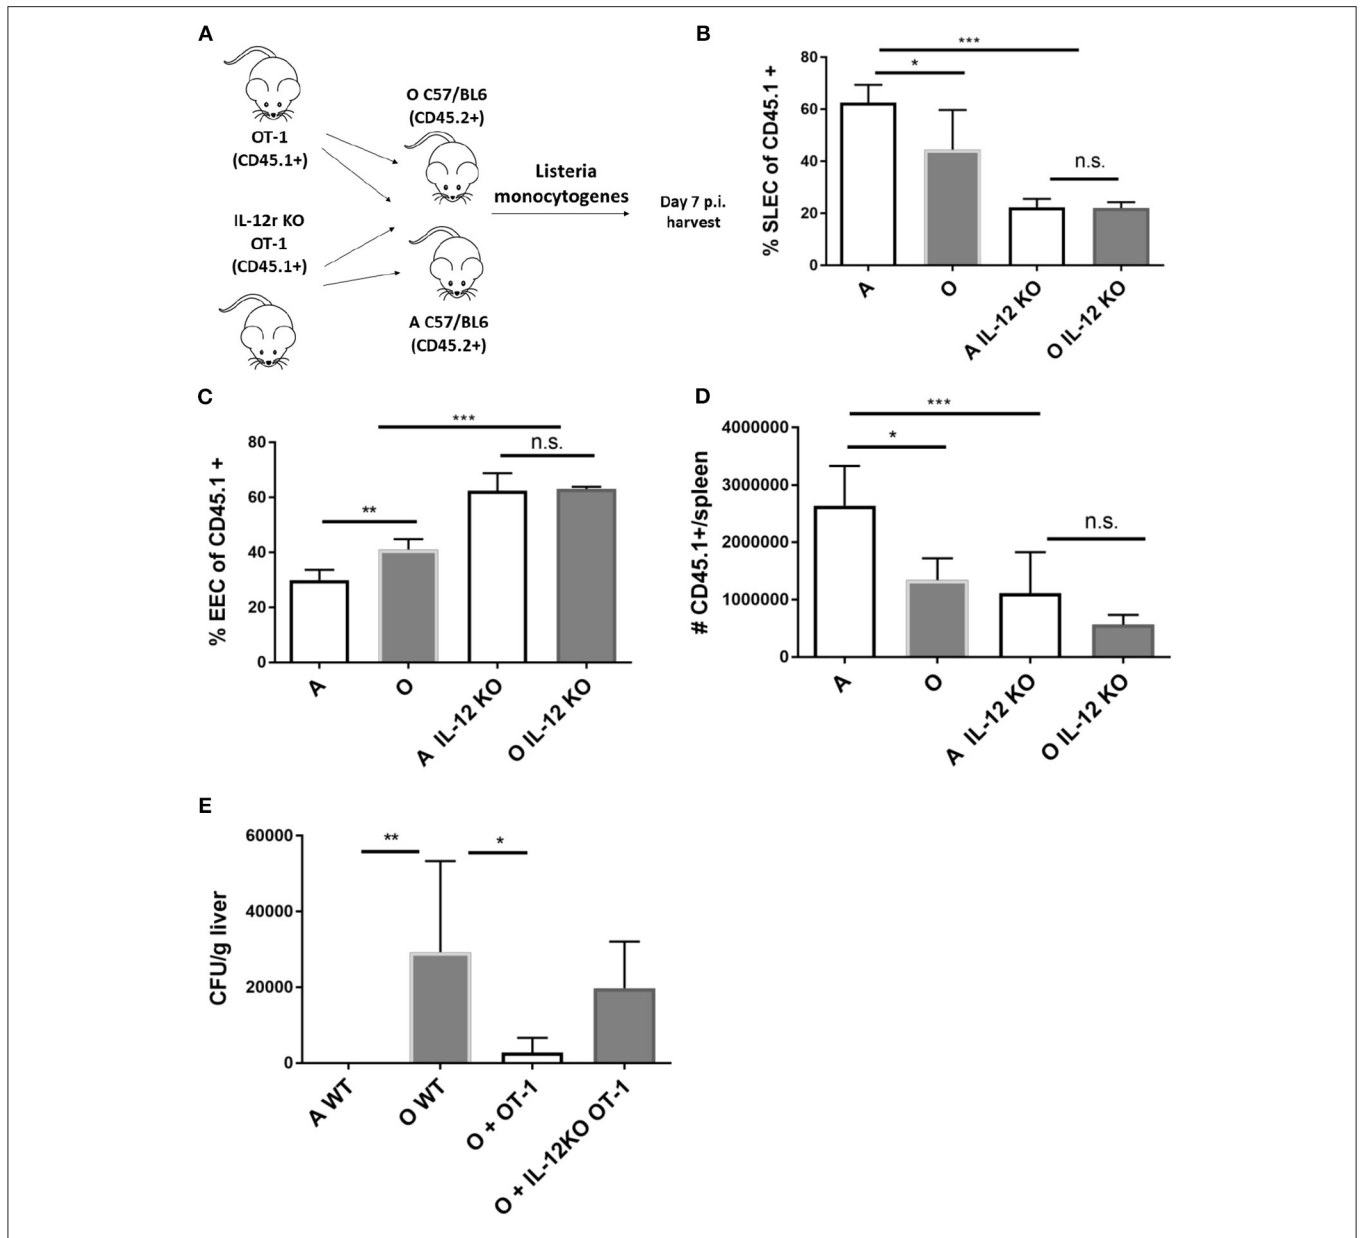 A
OT-1
(CD45.1+)
IL-12r KO
OT-1
(CD45.1+)
O C57/BL6
(CD45.2+)
A C57/BL6
(CD45.2+)
Listeria
monocytogenes
Day 7 p.i.
harvest
B
% SLEC of CD45.1 +
80
60
40
20
0
***
*
n.s.
A
O
A IL-12 KO
O IL-12 KO
C
% EEC of CD45.1 +
80
60
40
20
0
***
n.s.
**
A
O
A IL-12 KO
O IL-12 KO
D
# CD45.1+/spleen
4000000
3000000
2000000
1000000
0
***
*
n.s.
A
O
A IL-12 KO
O IL-12 KO
E
CFU/g liver
60000
40000
20000
0
**
*
A WT
O WT
O + OT-1
O + IL-12KO OT-1